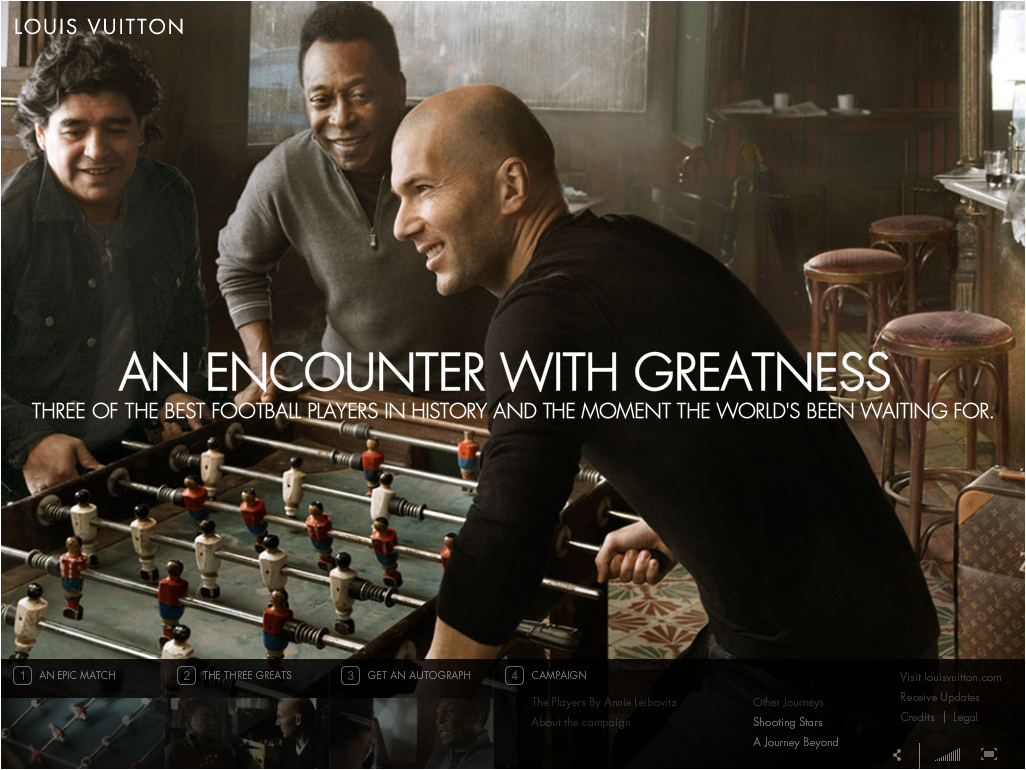 LOUIS VUITTON
AN ENCOUNTER WITH GREATNESS
THREE OF THE BEST FOOTBALL PLAYERS IN HISTORY AND THE MOMENT THE WORLD'S BEEN WAITING FOR.
1 AN EPIC MATCH
2 THE THREE GREATS
3 GET AN AUTOGRAPH
4 CAMPAIGN
The Players By Annie Leibovitz
About the campaign
Other Journeys
Shooting Stars
A Journey Beyond
Visit louisvuitton.com
Receive Updates
Credits | Legal